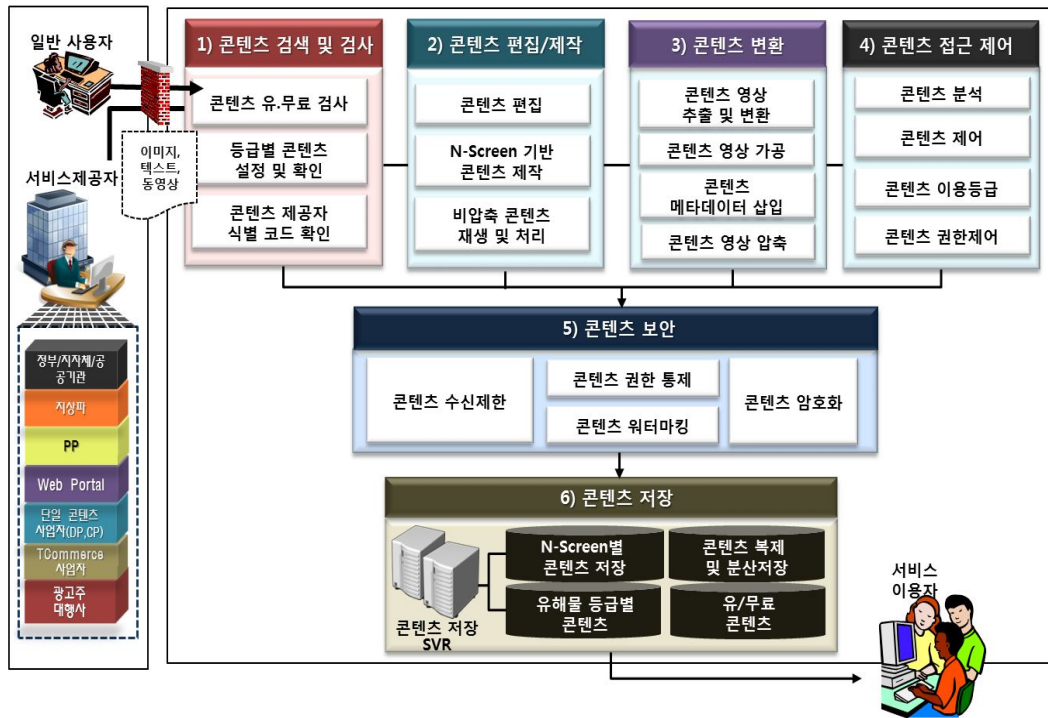 일반 사용자
서비스제공자
이미지,
텍스트,
동영상
정부/지자체/공
공기관
지상파
PP
Web Portal
단일 콘텐츠
사업자(DP,CP)
TCommerce
사업자
광고주
대행사
1) 콘텐츠 검색 및 검사
콘텐츠 유.무료 검사
등급별 콘텐츠
설정 및 확인
콘텐츠 제공자
식별 코드 확인
2) 콘텐츠 편집/제작
콘텐츠 편집
N-Screen 기반
콘텐츠 제작
비압축 콘텐츠
재생 및 처리
3) 콘텐츠 변환
콘텐츠 영상
추출 및 변환
콘텐츠 영상 가공
콘텐츠
메타데이터 삽입
콘텐츠 영상 압축
4) 콘텐츠 접근 제어
콘텐츠 분석
콘텐츠 제어
콘텐츠 이용등급
콘텐츠 권한제어
5) 콘텐츠 보안
콘텐츠 수신제한
콘텐츠 권한 통제
콘텐츠 워터마킹
콘텐츠 암호화
6) 콘텐츠 저장
콘텐츠 저장
SVR
N-Screen별
콘텐츠 저장
콘텐츠 복제
및 분산저장
유해물 등급별
콘텐츠
유/무료
콘텐츠
서비스
이용자